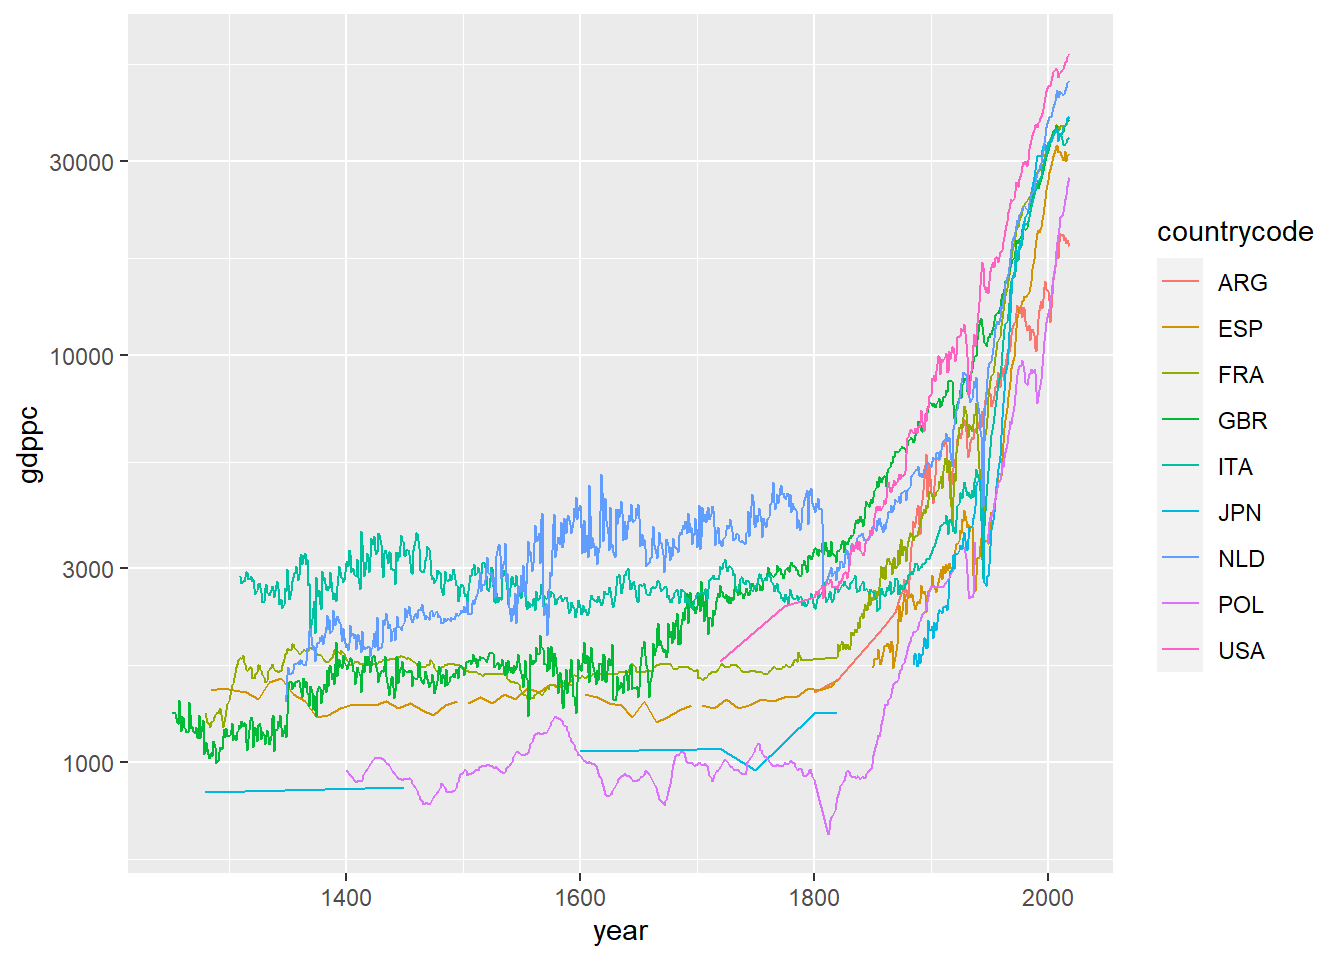 gdppc
30000
10000
3000
1000
1400 1600 1800 2000
year
countrycode
ARG
ESP
FRA
GBR
ITA
JPN
NLD
POL
USA